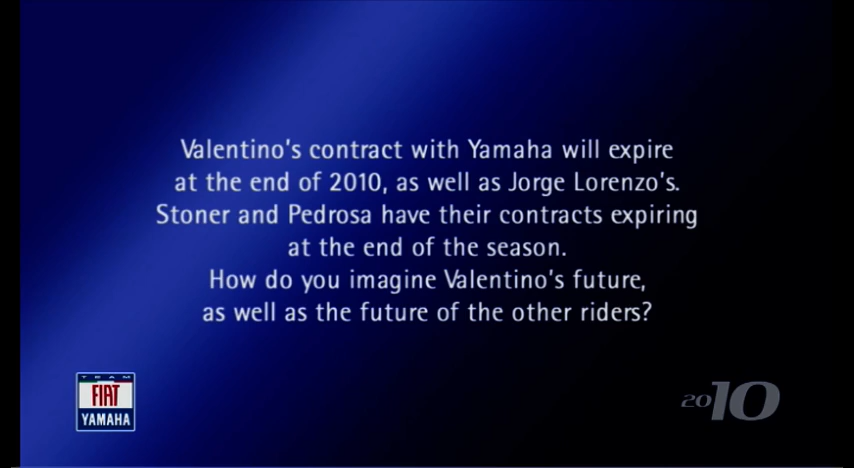 Valentino's contract with Yamaha will expire
at the end of 2010, as well as Jorge Lorenzo's.
Stoner and Pedrosa have their contracts expiring
at the end of the season.
How do you imagine Valentino's future,
as well as the future of the other riders?
TEAM
FIAT
YAMAHA
2010